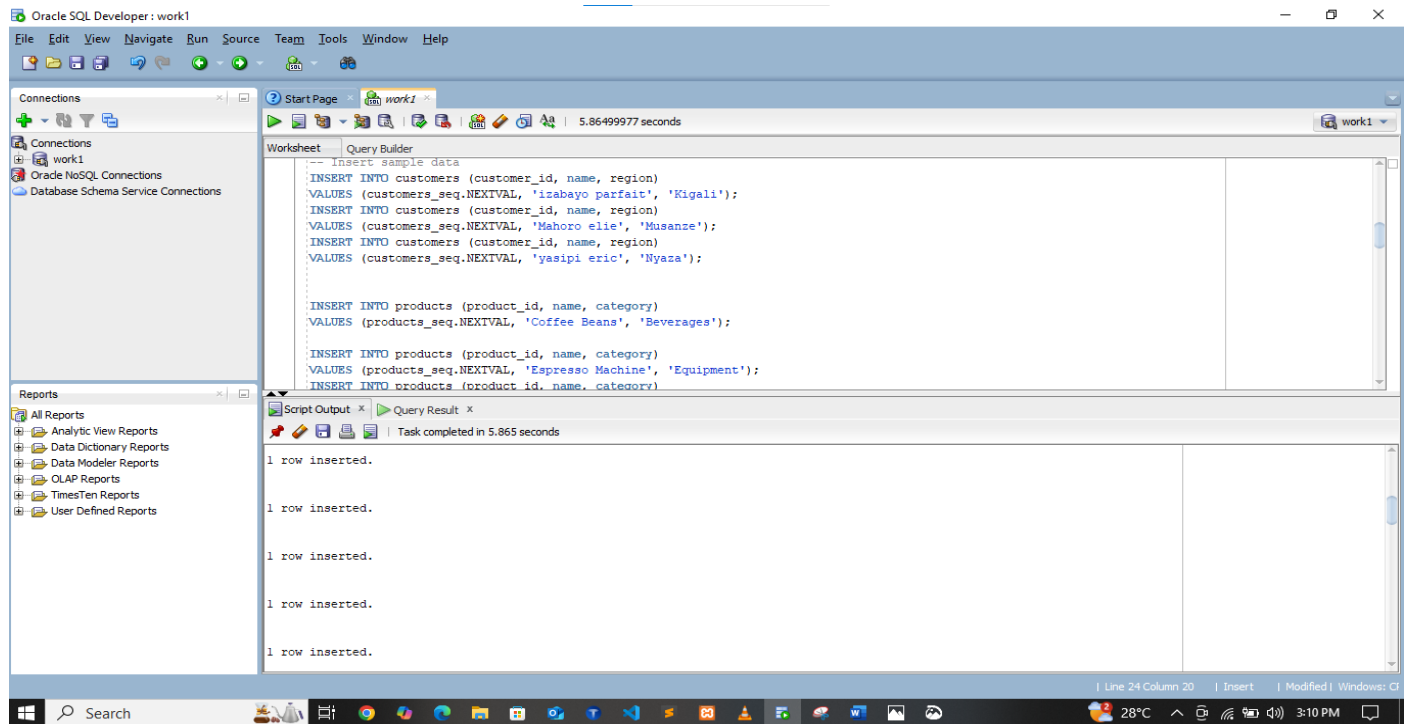 Oracle SQL Developer : work1
File Edit View Navigate Run Source Team Tools Window Help
Connections
Connections
work1
Oracle NoSQL Connections
Database Schema Service Connections
Reports
All Reports
Analytic View Reports
Data Dictionary Reports
Data Modeler Reports
OLAP Reports
TimesTen Reports
User Defined Reports
Start Page work1
5.86499977 seconds
work1
Worksheet Query Builder
-- Insert sample data
INSERT INTO customers (customer_id, name, region)
VALUES (customers_seq.NEXTVAL, 'izabayo parfait', 'Kigali');
INSERT INTO customers (customer_id, name, region)
VALUES (customers_seq.NEXTVAL, 'Mahoro elie', 'Musanze');
INSERT INTO customers (customer_id, name, region)
VALUES (customers_seq.NEXTVAL, 'yasipi eric', 'Nyaza');
INSERT INTO products (product_id, name, category)
VALUES (products_seq.NEXTVAL, 'Coffee Beans', 'Beverages');
INSERT INTO products (product_id, name, category)
VALUES (products_seq.NEXTVAL, 'Espresso Machine', 'Equipment');
INSERT INTO products (product_id, name, category)
Script Output Query Result
Task completed in 5.865 seconds
1 row inserted.
1 row inserted.
1 row inserted.
1 row inserted.
1 row inserted.
Line 24 Column 20 | Insert | Modified | Windows: CF
Search
28°C 3:10 PM